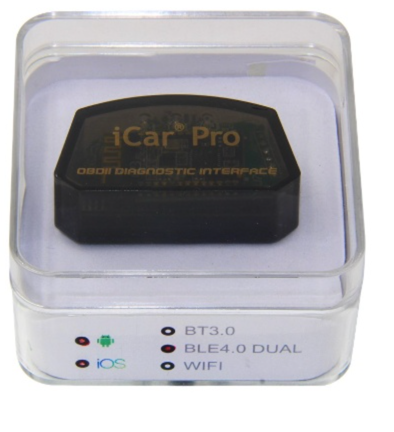 iCar® Pro
OBDII DIAGNOSTIC INTERFACE
BT3.0
BLE4.0 DUAL
iOS
WIFI